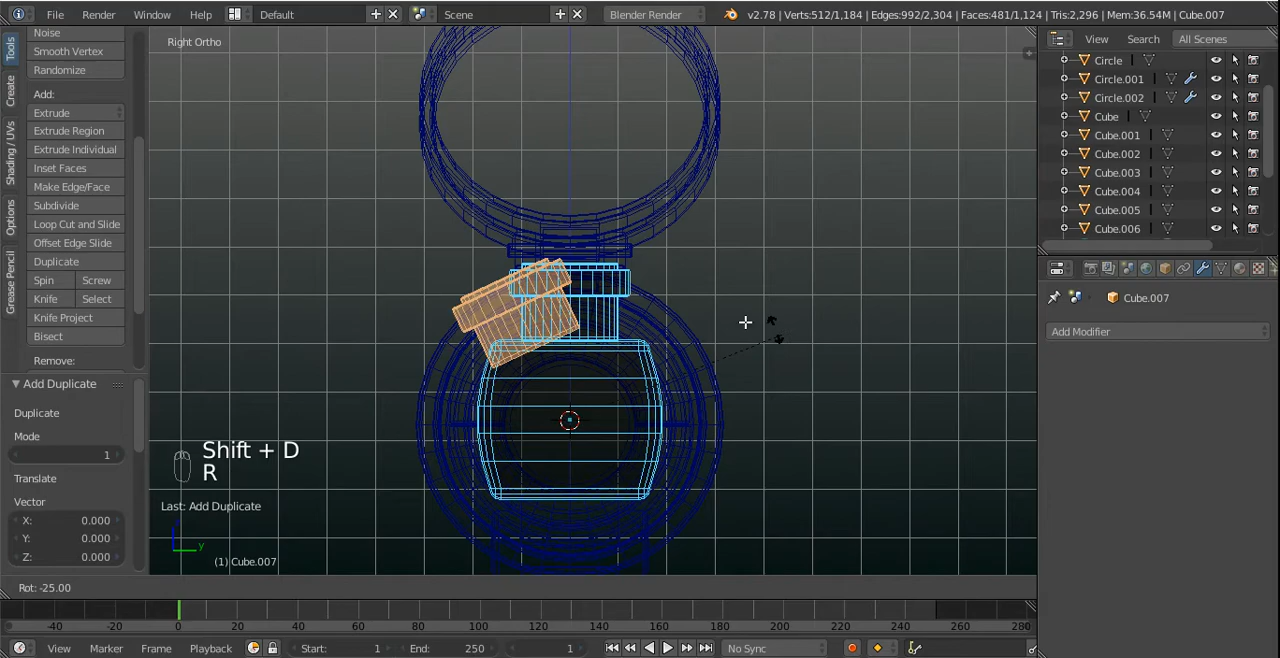 File Render Window Help Default Scene Blender Render v2.78 | Verts:512/1,184 | Edges:992/2,304 | Faces:481/1,124 | Tris:2,296 | Mem:36.54M | Cube.007
Tools
Create
Shading / UVs
Options
Grease Pencil
Noise
Smooth Vertex
Randomize
Add:
Extrude
Extrude Region
Extrude Individual
Inset Faces
Make Edge/Face
Subdivide
Loop Cut and Slide
Offset Edge Slide
Duplicate
Spin Screw
Knife Select
Knife Project
Bisect
Remove:
Add Duplicate
Duplicate
Mode
1
Translate
Vector
X: 0.000
Y: 0.000
Z: 0.000
Right Ortho
Shift + D
R
Last: Add Duplicate
y
(1) Cube.007
View Search All Scenes
Circle
Circle.001
Circle.002
Cube
Cube.001
Cube.002
Cube.003
Cube.004
Cube.005
Cube.006
Cube.007
Add Modifier
Rot: -25.00
-40 -20 0 20 40 60 80 100 120 140 160 180 200 220 240 260 280
View Marker Frame Playback Start: 1 End: 250 1 No Sync